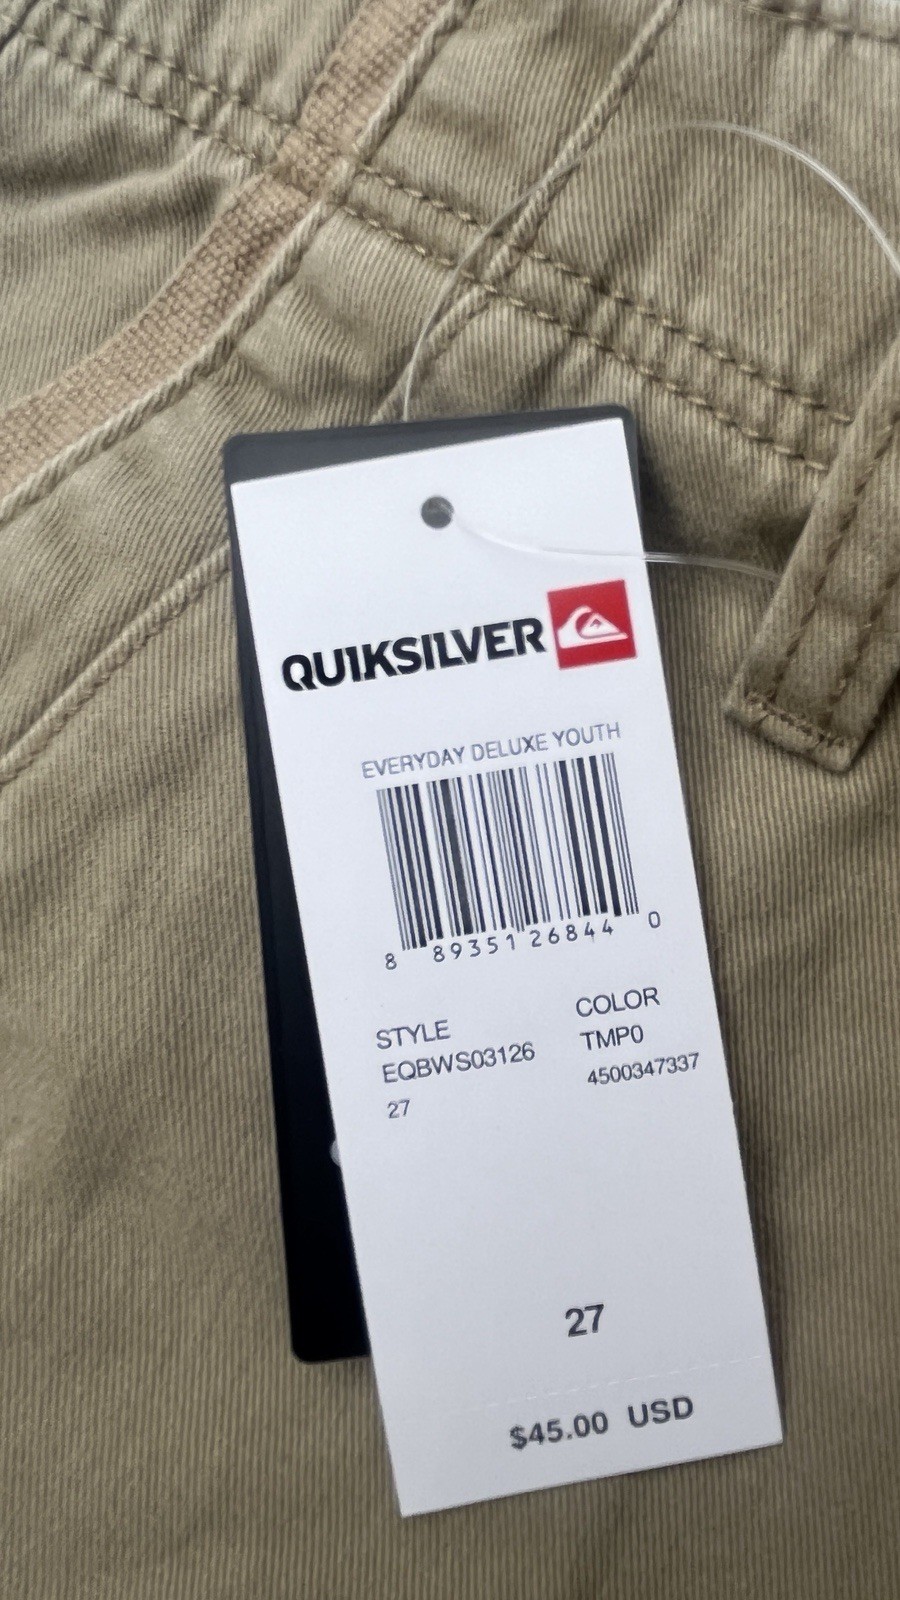 QUIKSILVER
EVERYDAY DELUXE YOUTH
8 89351 26844 0
STYLE COLOR
EQBWS03126 TMP0
27 4500347337
27
$45.00 USD